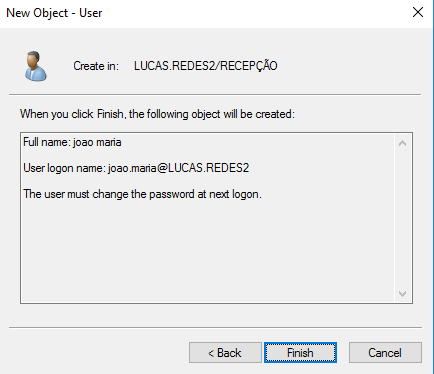 New Object - User
Create in: LUCAS.REDES2/RECEPÇÃO
When you click Finish, the following object will be created:
Full name: joao maria
User logon name: joao.maria@LUCAS.REDES2
The user must change the password at next logon.
< Back Finish Cancel